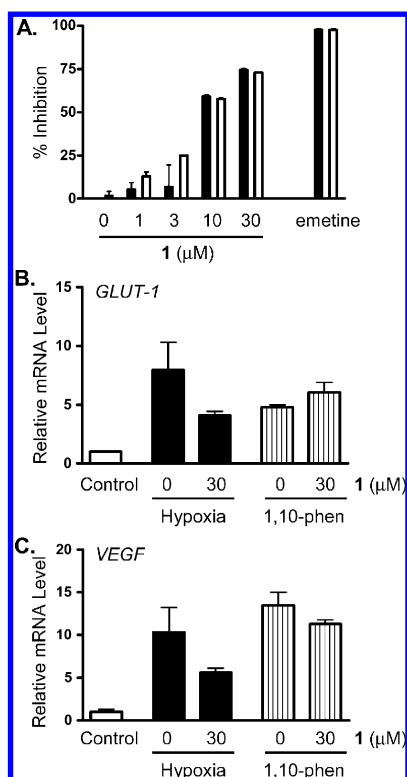 A.
100
75
50
25
0
% Inhibition
0 1 3 10 30 emetine
1 (μM)
B.
GLUT-1
15
10
5
0
Relative mRNA Level
Control 0 30 0 30 1 (μM)
Hypoxia 1,10-phen
C.
VEGF
20
15
10
5
0
Relative mRNA Level
Control 0 30 0 30 1 (μM)
Hypoxia 1,10-phen